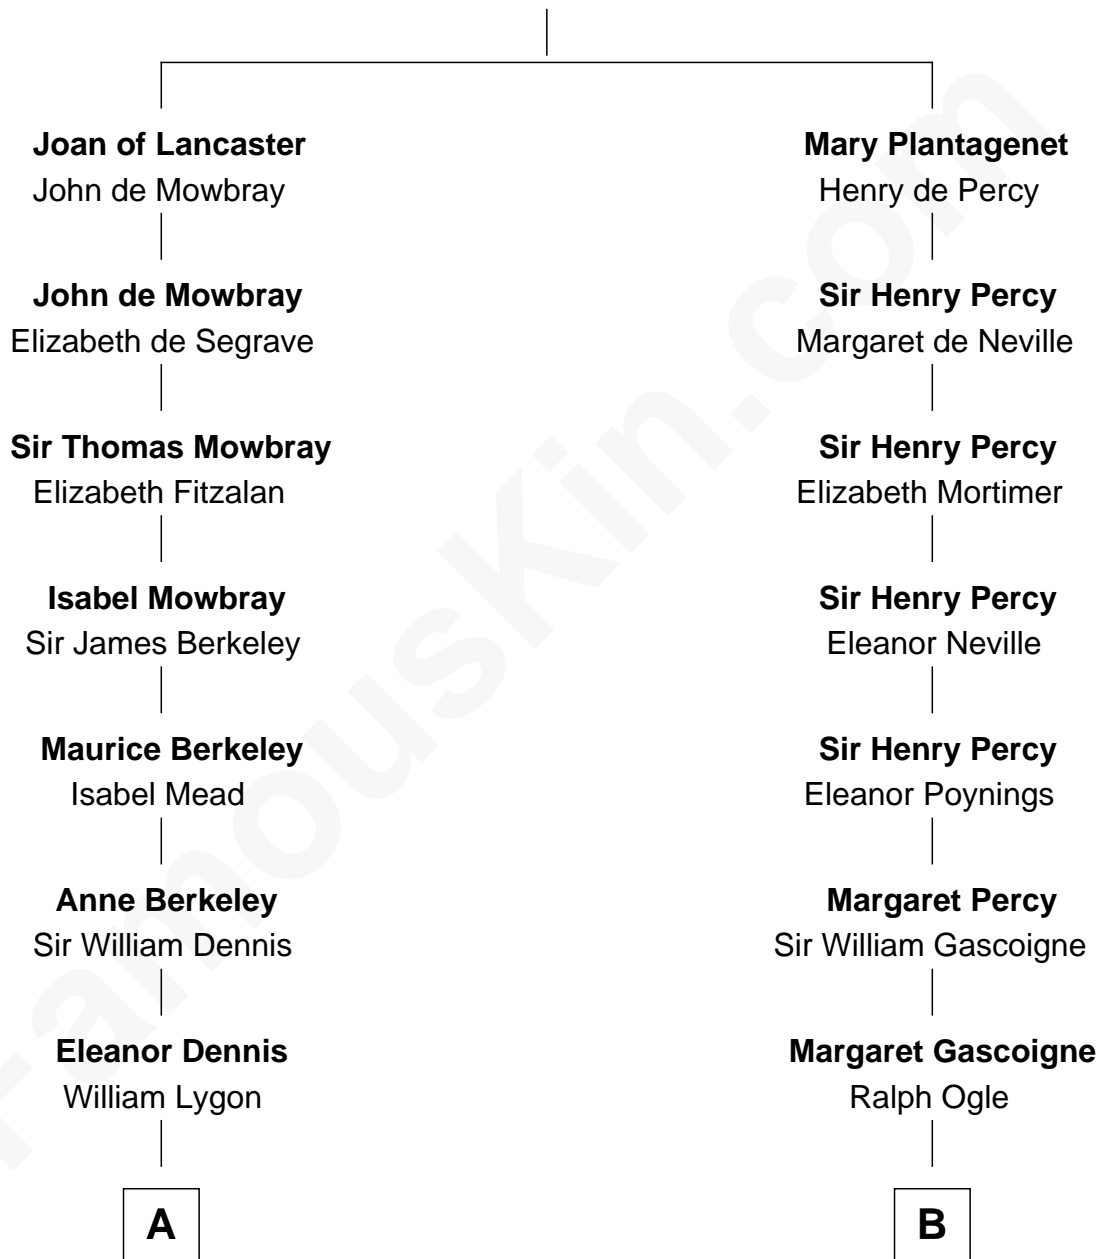 Joan of Lancaster
John de Mowbray
John de Mowbray
Elizabeth de Segrave
Sir Thomas Mowbray
Elizabeth Fitzalan
Isabel Mowbray
Sir James Berkeley
Maurice Berkeley
Isabel Mead
Anne Berkeley
Sir William Dennis
Eleanor Dennis
William Lygon
A
Mary Plantagenet
Henry de Percy
Sir Henry Percy
Margaret de Neville
Sir Henry Percy
Elizabeth Mortimer
Sir Henry Percy
Eleanor Neville
Sir Henry Percy
Eleanor Poynings
Margaret Percy
Sir William Gascoigne
Margaret Gascoigne
Ralph Ogle
B
FamousKin.com